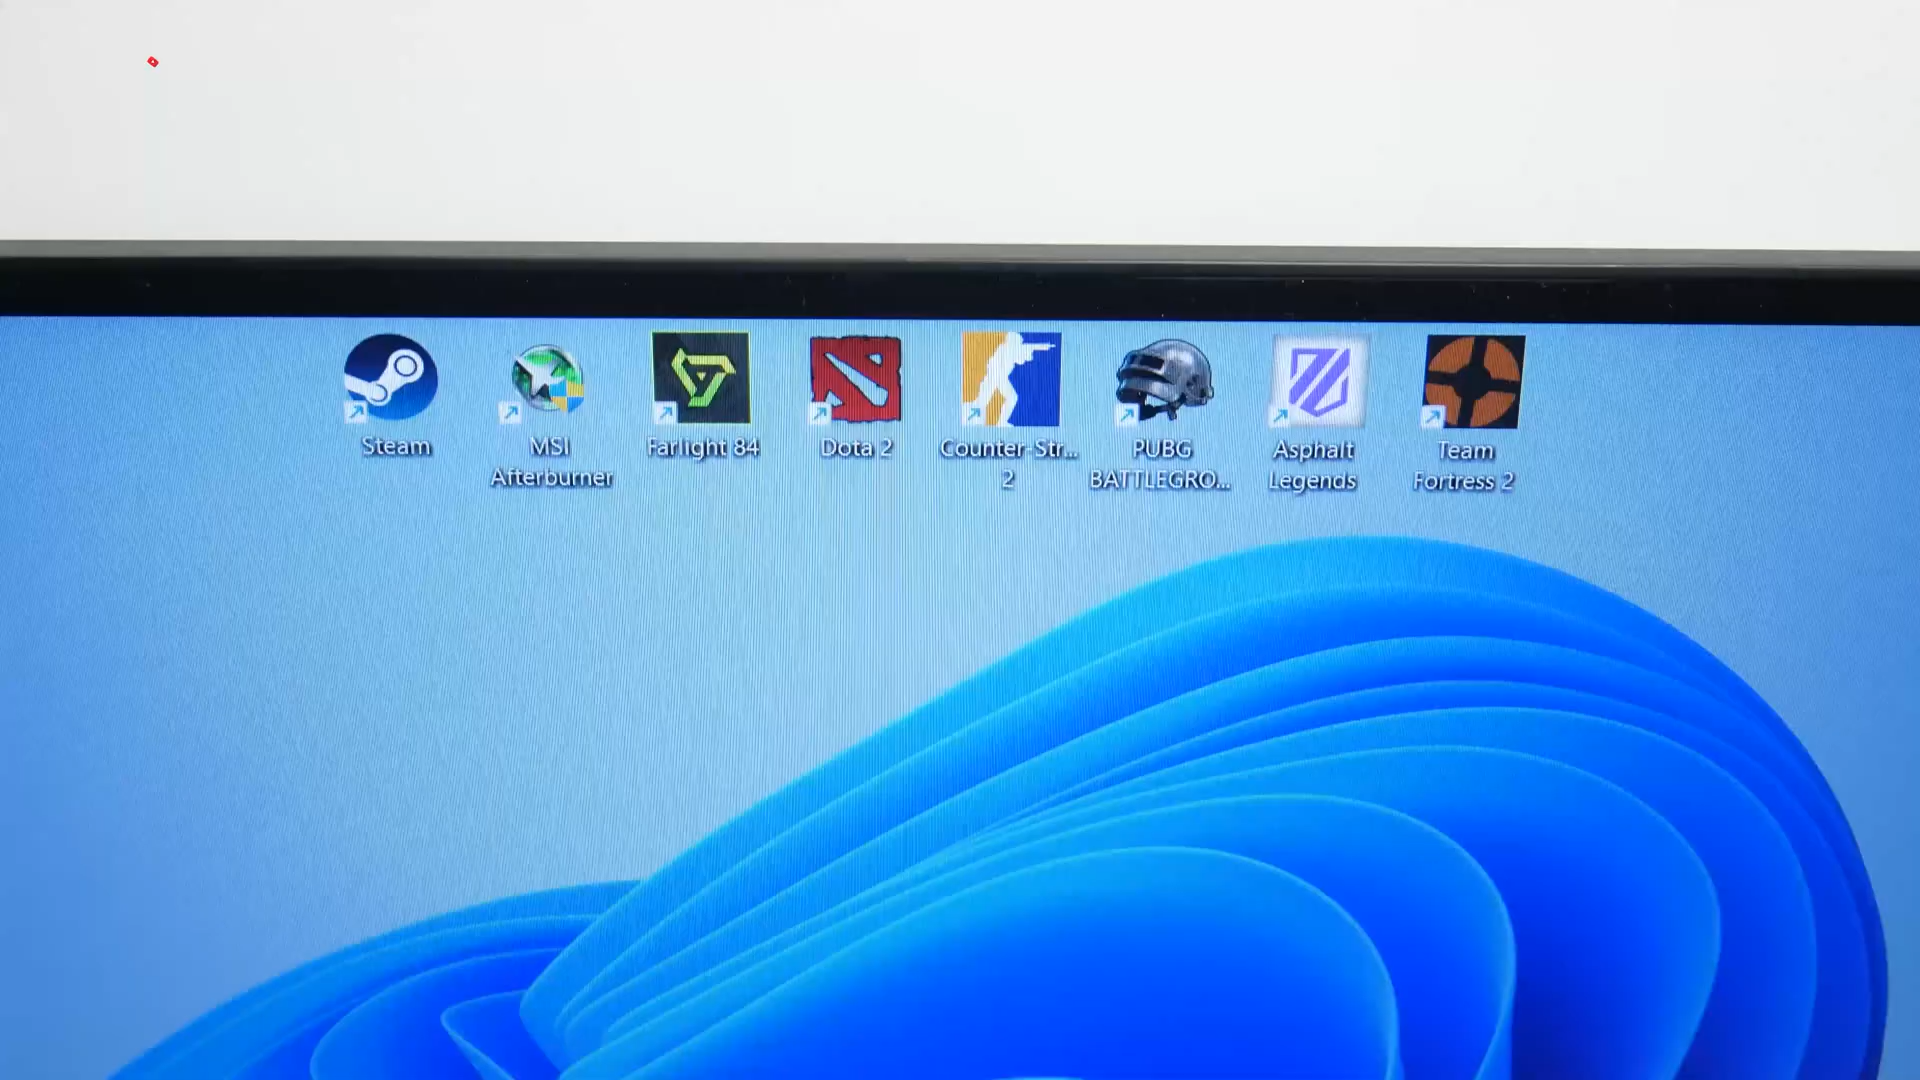 Steam
MSI
Afterburner
Farlight 84
Dota 2
Counter-Str...
2
PUBG
BATTLEGRO...
Asphalt
Legends
Team
Fortress 2